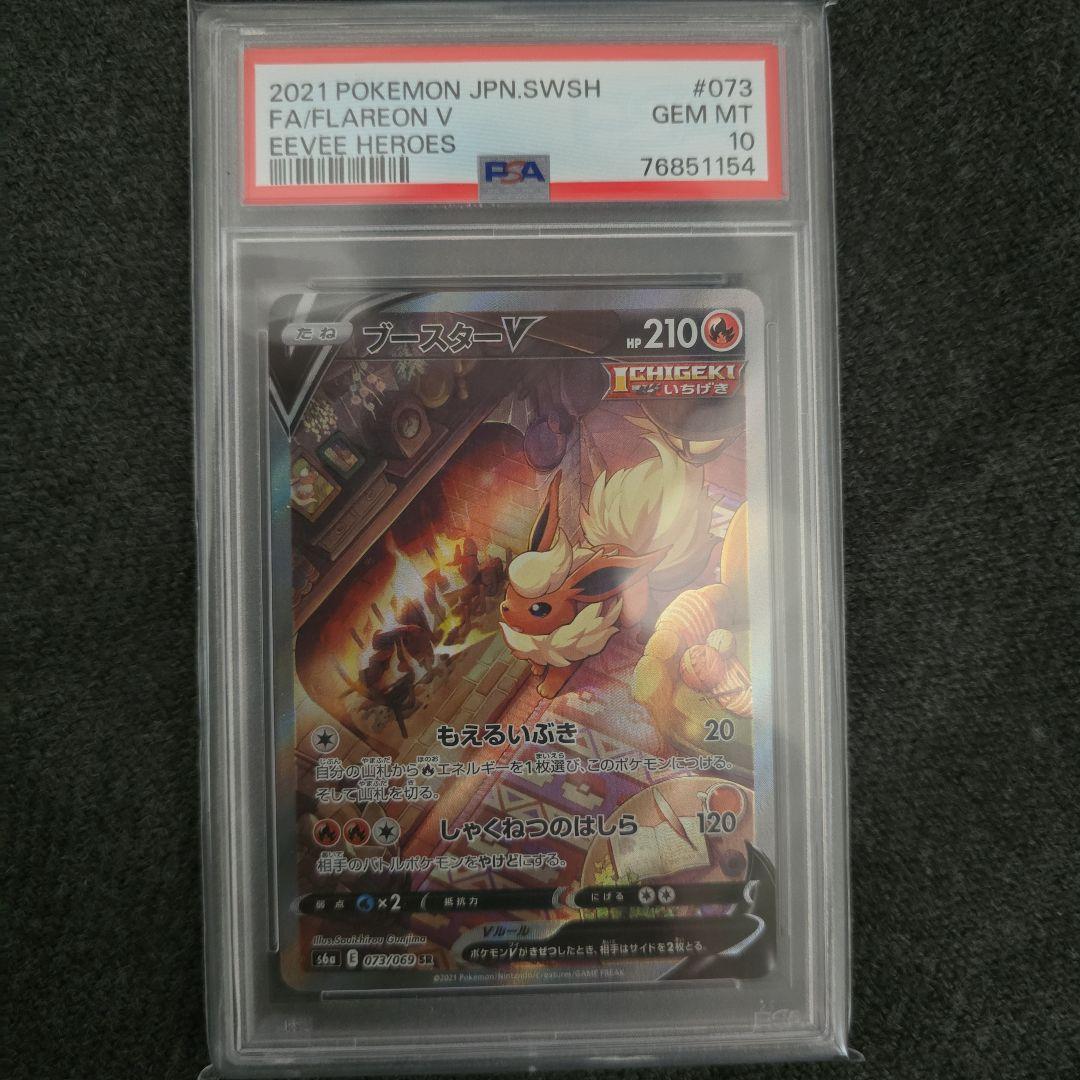 2021 POKEMON JPN.SWSH #073
FA/FLAREON V GEM MT
EEVEE HEROES 10
PSA 76851154
たね ブースターV HP 210
ICHIGEKI
いちげき
もえるいぶき 20
自分の山札から エネルギーを1枚選び、このポケモンにつける。
そして山札を切る。
しゃくねつのはしら 120
相手のバトルポケモンをやけどにする。
弱点 ×2 抵抗力 にげる
Vルール
ポケモンVがきぜつしたとき、相手はサイドを2枚とる。
Illus. Souichirou Gunjima
s6a E 073/069 SR
©2021 Pokémon/Nintendo/Creatures/GAME FREAK